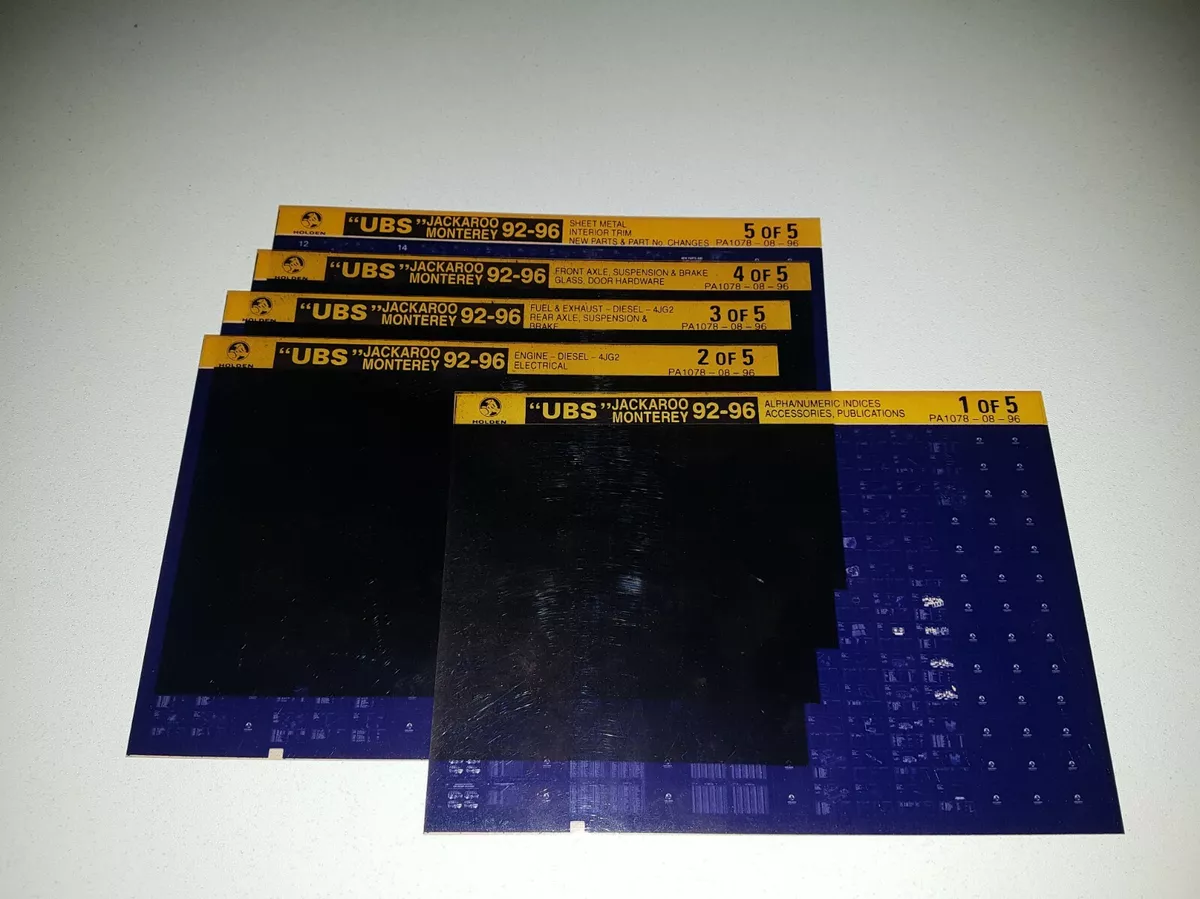 HOLDEN
“UBS” JACKAROO MONTEREY 92-96
SHEET METAL
INTERIOR TRIM
NEW PARTS & PART No. CHANGES
5 OF 5
PA1078 – 08 – 96
12 14
HOLDEN
“UBS” JACKAROO MONTEREY 92-96
FRONT AXLE, SUSPENSION & BRAKE
GLASS, DOOR HARDWARE
4 OF 5
PA1078 – 08 – 96
HOLDEN
“UBS” JACKAROO MONTEREY 92-96
FUEL & EXHAUST – DIESEL – 4JG2
REAR AXLE, SUSPENSION &
BRAKE
3 OF 5
PA1078 – 08 – 96
HOLDEN
“UBS” JACKAROO MONTEREY 92-96
ENGINE – DIESEL – 4JG2
ELECTRICAL
2 OF 5
PA1078 – 08 – 96
HOLDEN
“UBS” JACKAROO MONTEREY 92-96
ALPHA/NUMERIC INDICES
ACCESSORIES, PUBLICATIONS
1 OF 5
PA1078 – 08 – 96